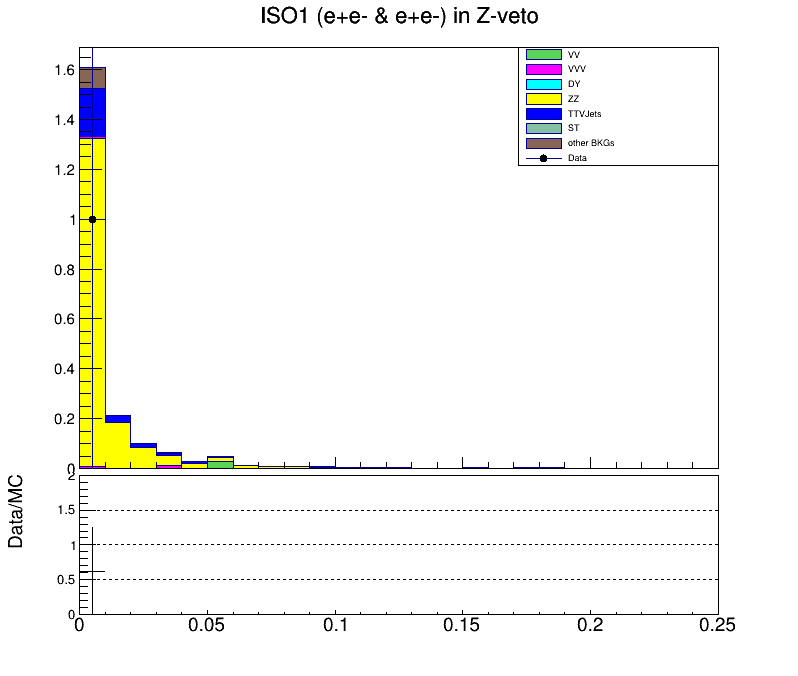 ISO1 (e+e- & e+e-) in Z-veto
VV
VVV
DY
ZZ
TTVJets
ST
other BKGs
Data
1.6
1.4
1.2
1
0.8
0.6
0.4
0.2
0
Data/MC
2
1.5
1
0.5
0
0 0.05 0.1 0.15 0.2 0.25